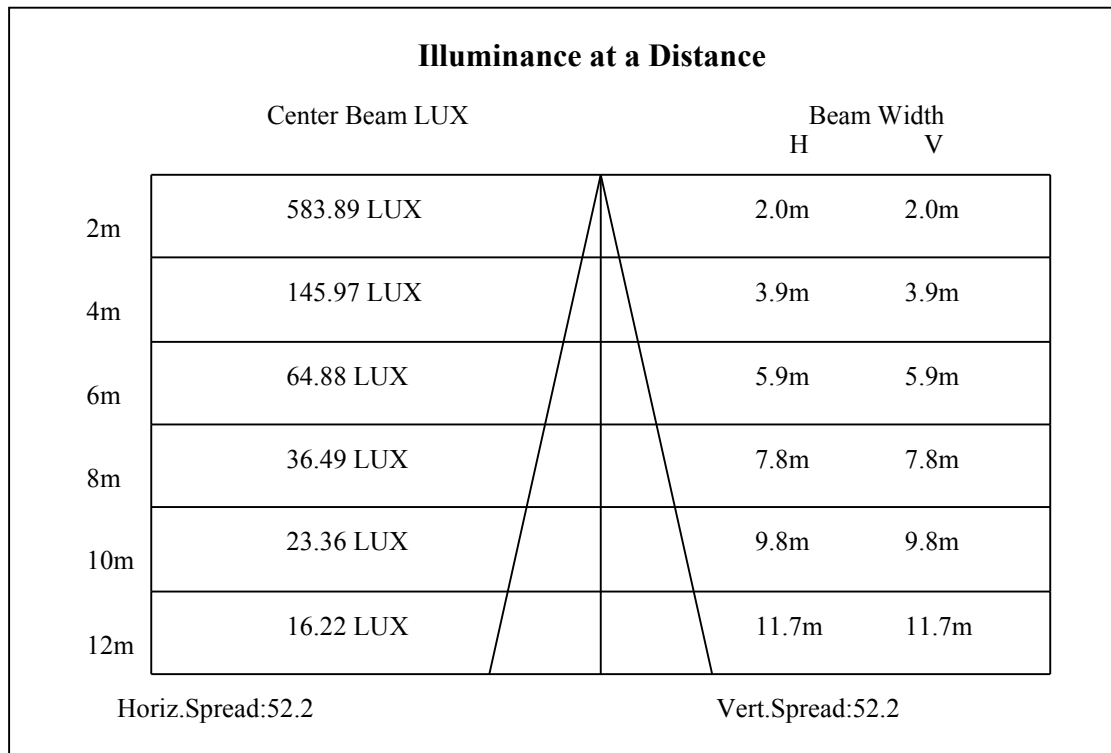 Illuminance at a Distance
Center Beam LUX Beam Width
H V
2m 583.89 LUX 2.0m 2.0m
4m 145.97 LUX 3.9m 3.9m
6m 64.88 LUX 5.9m 5.9m
8m 36.49 LUX 7.8m 7.8m
10m 23.36 LUX 9.8m 9.8m
12m 16.22 LUX 11.7m 11.7m
Horiz.Spread:52.2 Vert.Spread:52.2